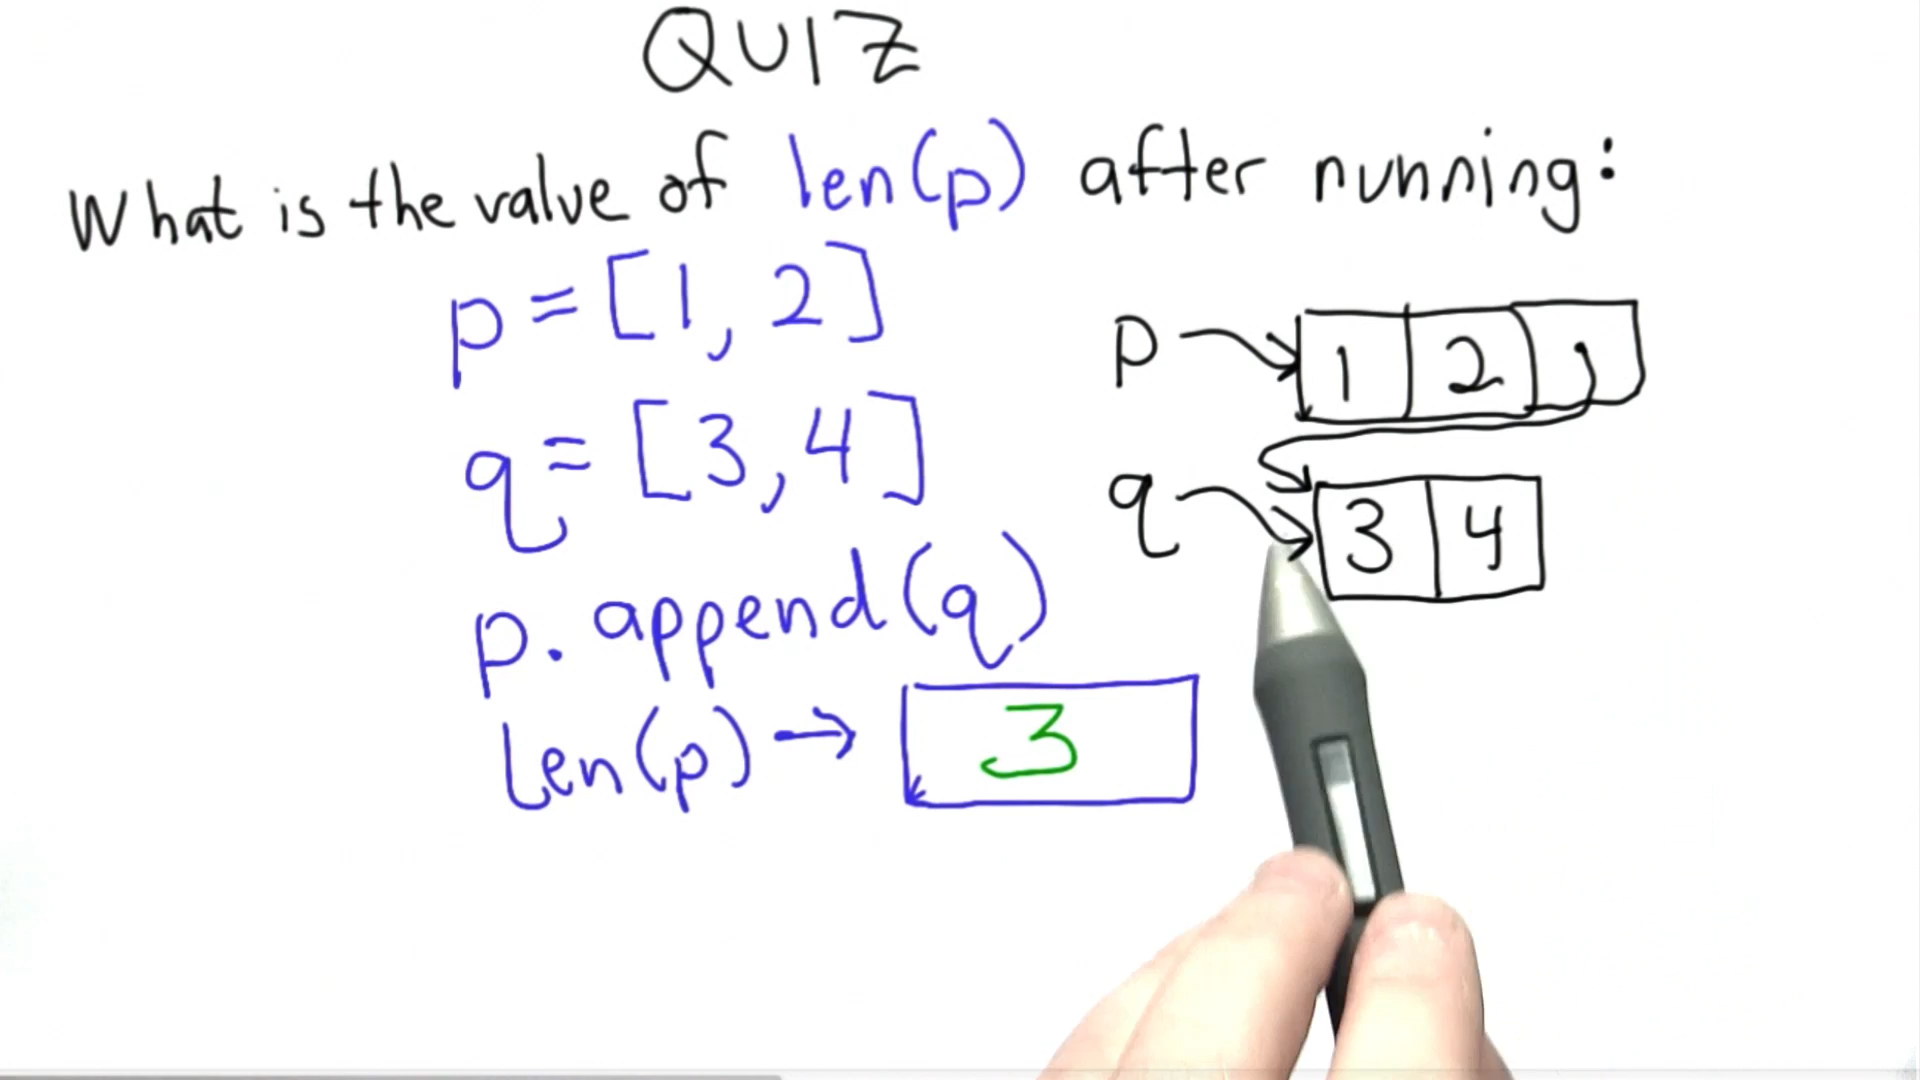 QUIZ
What is the value of len(p) after running:
p = [1, 2]
q = [3, 4]
p.append(q)
len(p) → 3
p → 1 2
q → 3 4